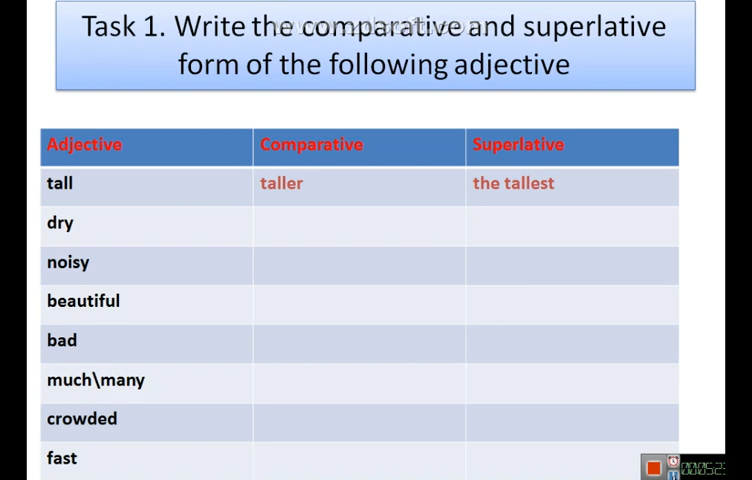 Task 1. Write the comparative and superlative
form of the following adjective
Adjective Comparative Superlative
tall taller the tallest
dry
noisy
beautiful
bad
much\many
crowded
fast